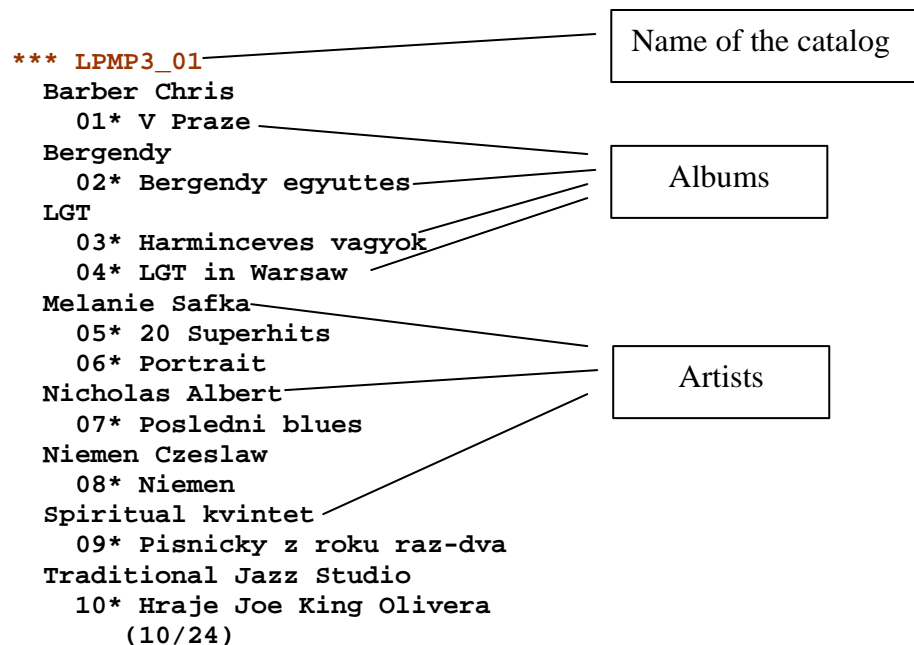 *** LPMP3_01
Name of the catalog
Barber Chris
01* V Praze
Bergendy
02* Bergendy egyuttes
Albums
LGT
03* Harminceves vagyok
04* LGT in Warsaw
Melanie Safka
05* 20 Superhits
06* Portrait
Artists
Nicholas Albert
07* Posledni blues
Niemen Czeslaw
08* Niemen
Spiritual kvintet
09* Pisnicky z roku raz-dva
Traditional Jazz Studio
10* Hraje Joe King Olivera
(10/24)